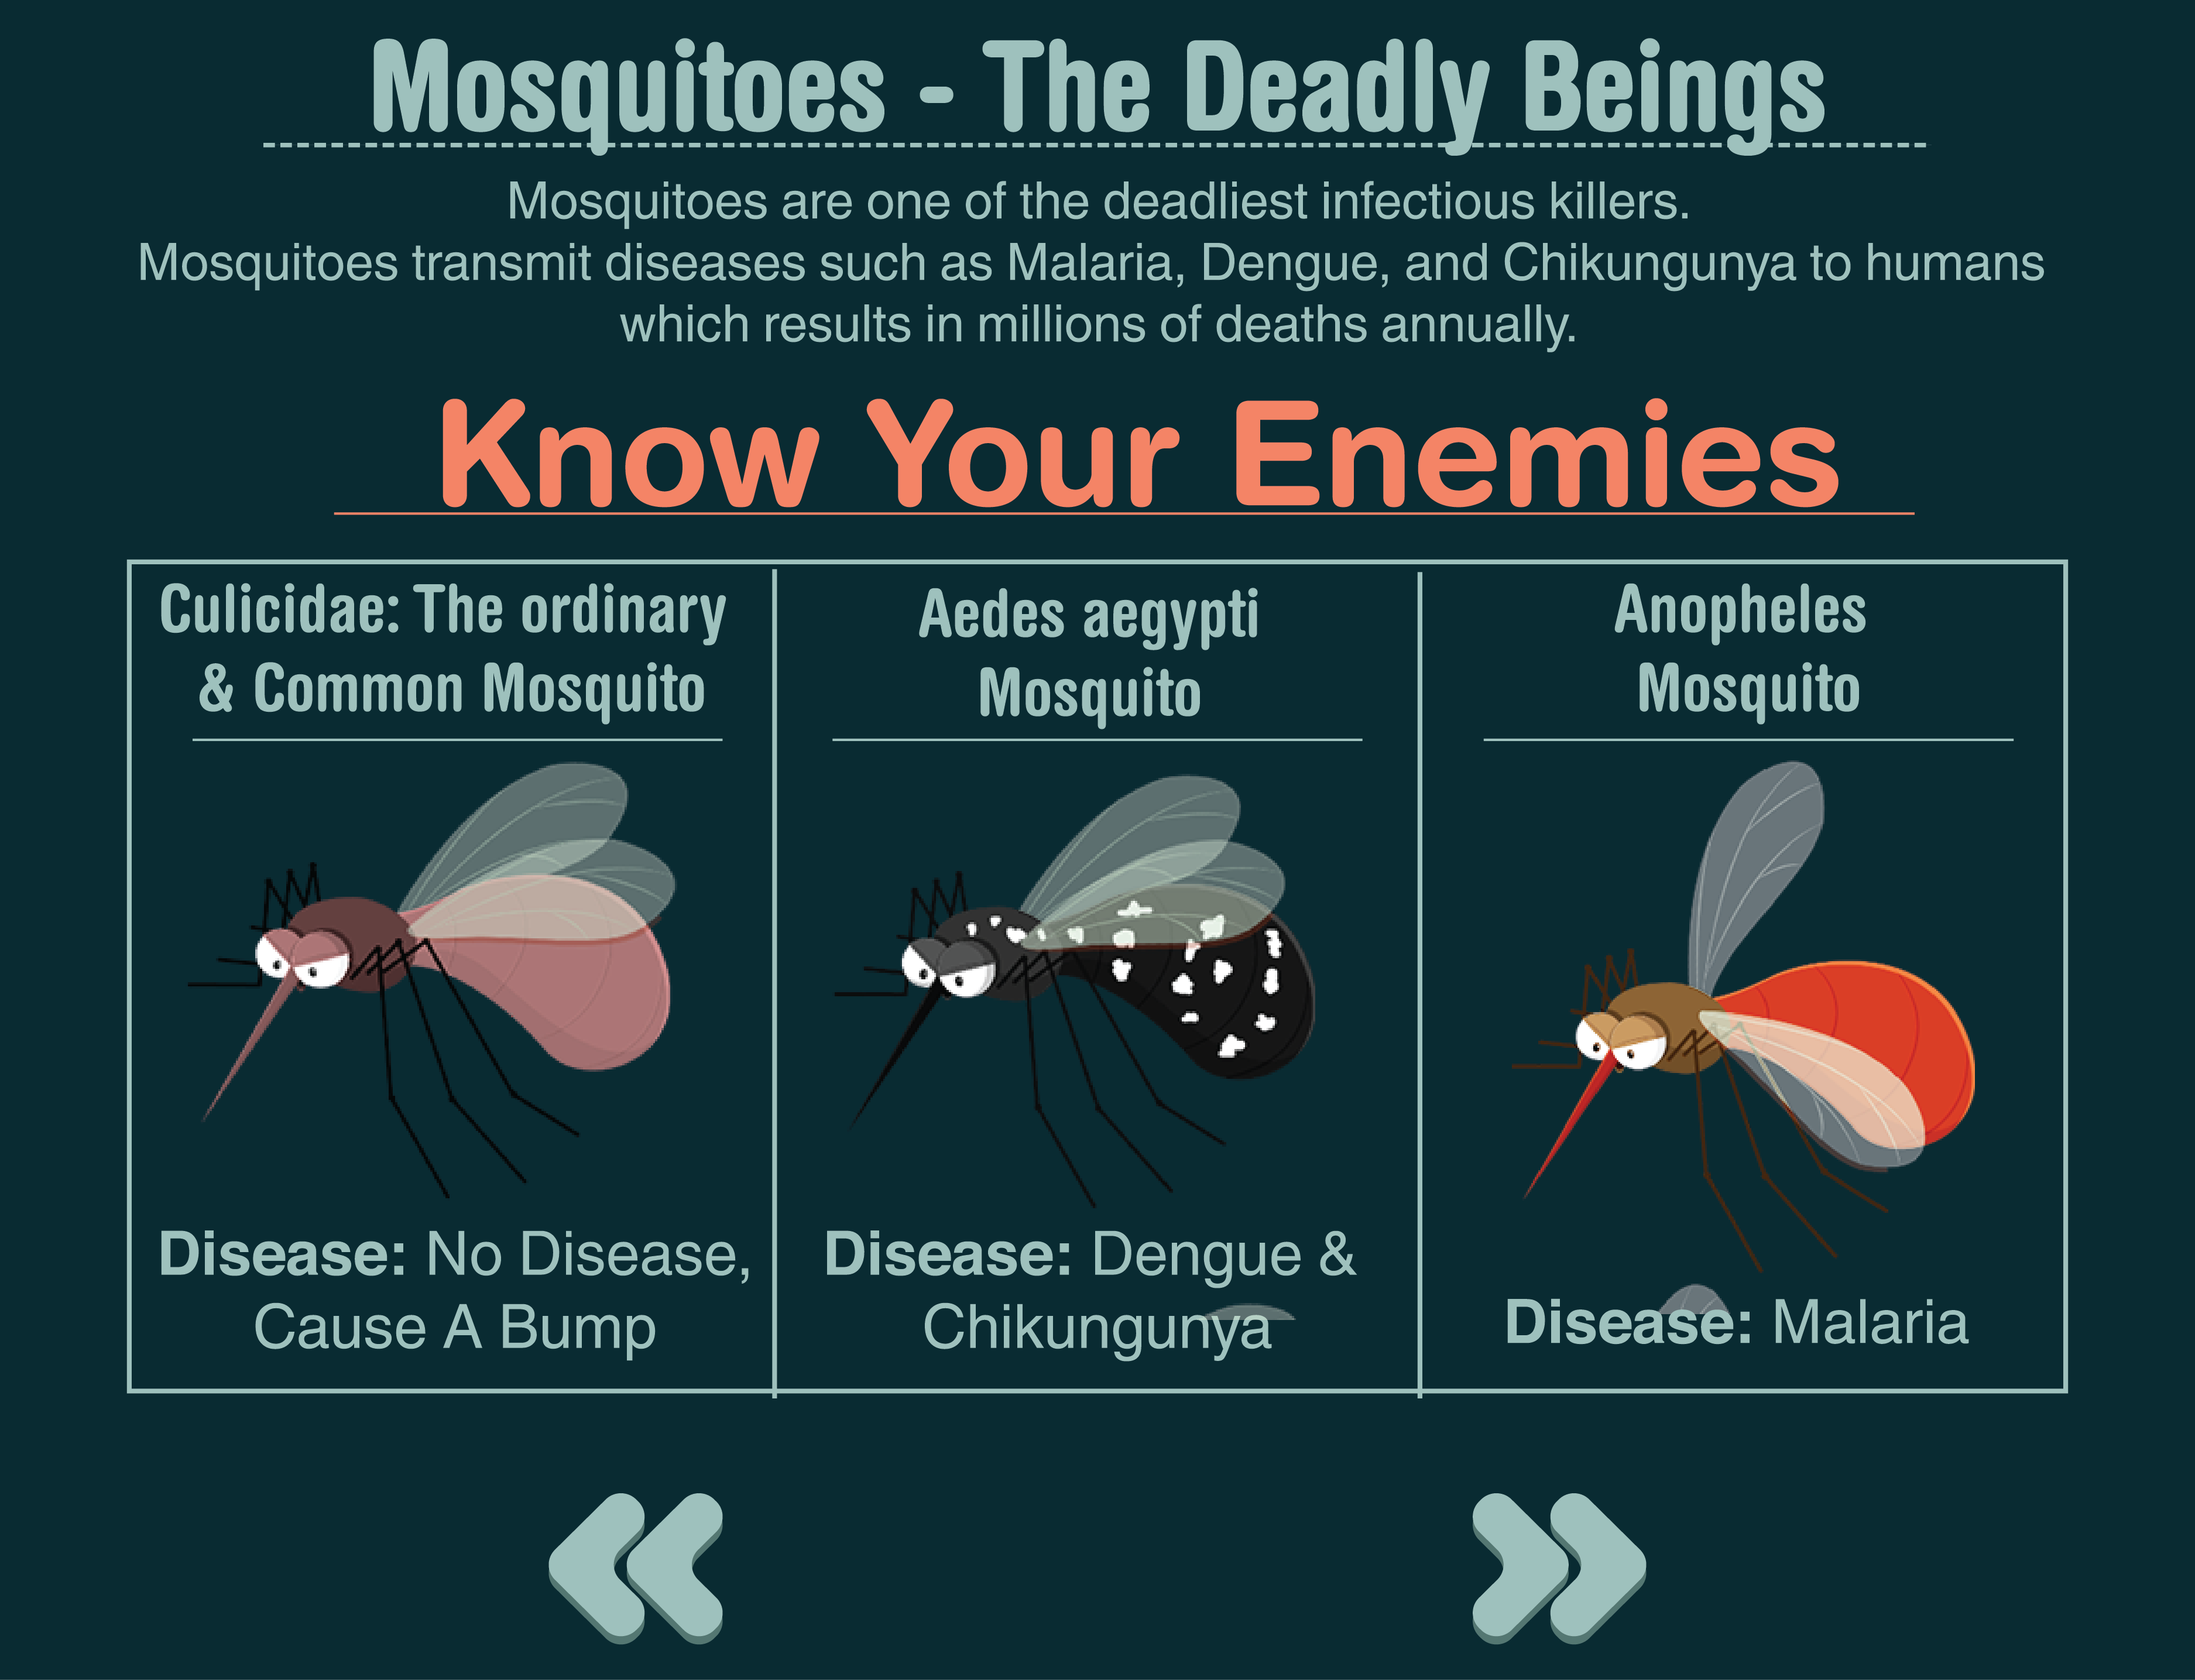 Mosquitoes - The Deadly Beings
Mosquitoes are one of the deadliest infectious killers.
Mosquitoes transmit diseases such as Malaria, Dengue, and Chikungunya to humans
which results in millions of deaths annually.
Know Your Enemies
Culicidae: The ordinary
& Common Mosquito
Disease: No Disease,
Cause A Bump
Aedes aegypti
Mosquito
Disease: Dengue &
Chikungunya
Anopheles
Mosquito
Disease: Malaria